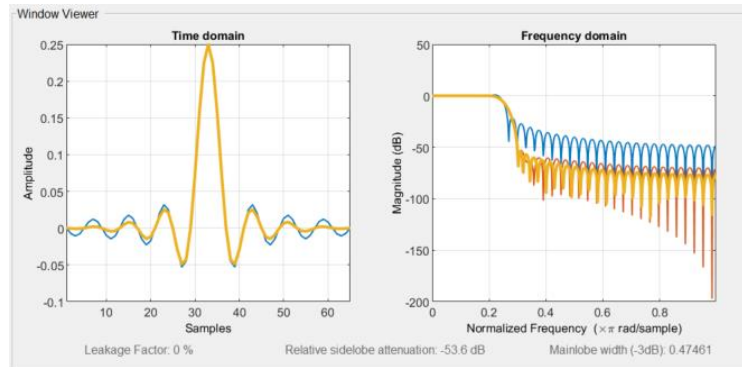 Window Viewer
Time domain
0.25
0.2
0.15
0.1
0.05
0
-0.05
-0.1
Amplitude
10 20 30 40 50 60
Samples
Frequency domain
50
0
-50
-100
-150
-200
Magnitude (dB)
0 0.2 0.4 0.6 0.8
Normalized Frequency (×π rad/sample)
Leakage Factor: 0 % Relative sidelobe attenuation: -53.6 dB Mainlobe width (-3dB): 0.47461